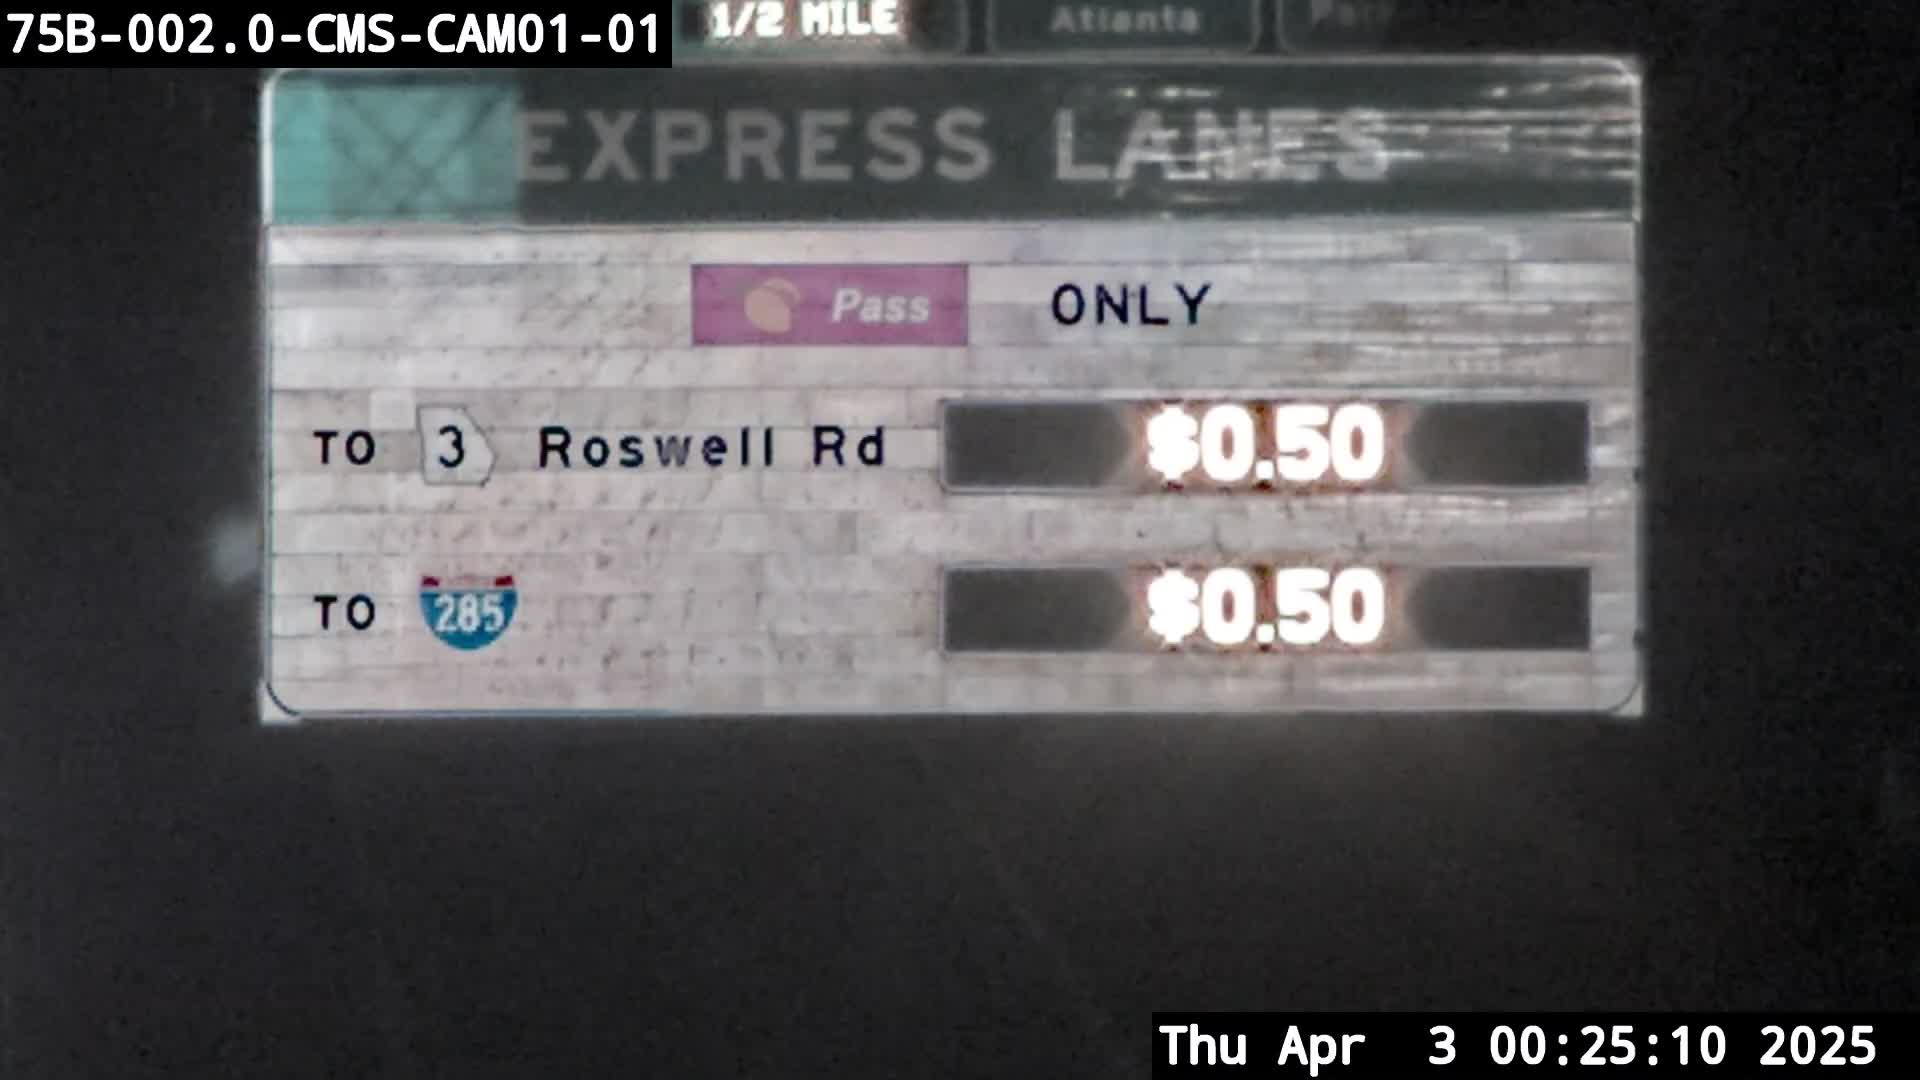 75B-002.0-CMS-CAM01-01
1/2 MILE
Atlanta
EXPRESS LANES
Pass ONLY
TO 3 Roswell Rd $0.50
TO 285 $0.50
Thu Apr 3 00:25:10 2025